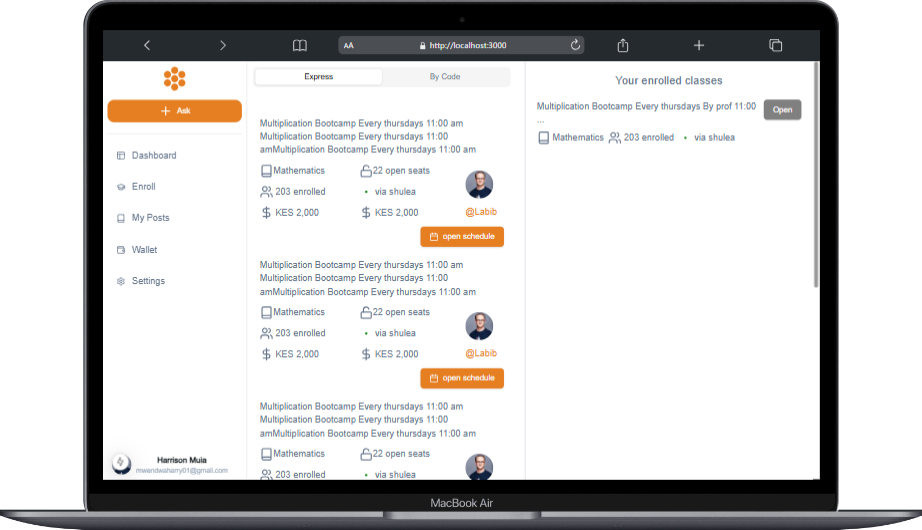 AA
http://localhost:3000
Ask
Dashboard
Enroll
My Posts
Wallet
Settings
Harrison Muia
mwendwaharry01@gmail.com
Express
By Code
Multiplication Bootcamp Every thursdays 11:00 am
Multiplication Bootcamp Every thursdays 11:00
amMultiplication Bootcamp Every thursdays 11:00 am
Mathematics
22 open seats
203 enrolled
• via shulea
KES 2,000
KES 2,000
@Labib
open schedule
Multiplication Bootcamp Every thursdays 11:00 am
Multiplication Bootcamp Every thursdays 11:00
amMultiplication Bootcamp Every thursdays 11:00 am
Mathematics
22 open seats
203 enrolled
• via shulea
KES 2,000
KES 2,000
@Labib
open schedule
Multiplication Bootcamp Every thursdays 11:00 am
Multiplication Bootcamp Every thursdays 11:00
amMultiplication Bootcamp Every thursdays 11:00 am
Mathematics
22 open seats
203 enrolled
• via shulea
Your enrolled classes
Multiplication Bootcamp Every thursdays By prof 11:00
...
Open
Mathematics 203 enrolled • via shulea
MacBook Air